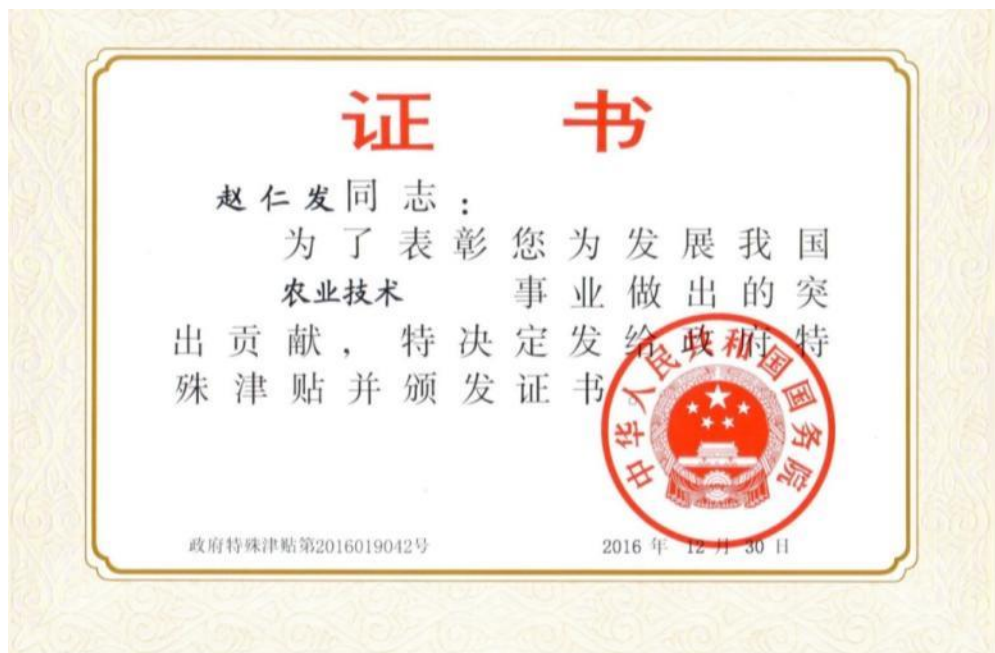 证书
赵仁发同志：
为了表彰您为发展我国
农业技术 事业做出的突
出贡献，特决定发给政府特
殊津贴并颁发证书
中华人民共和国国务院
政府特殊津贴第2016019042号
2016 年 12 月 30 日